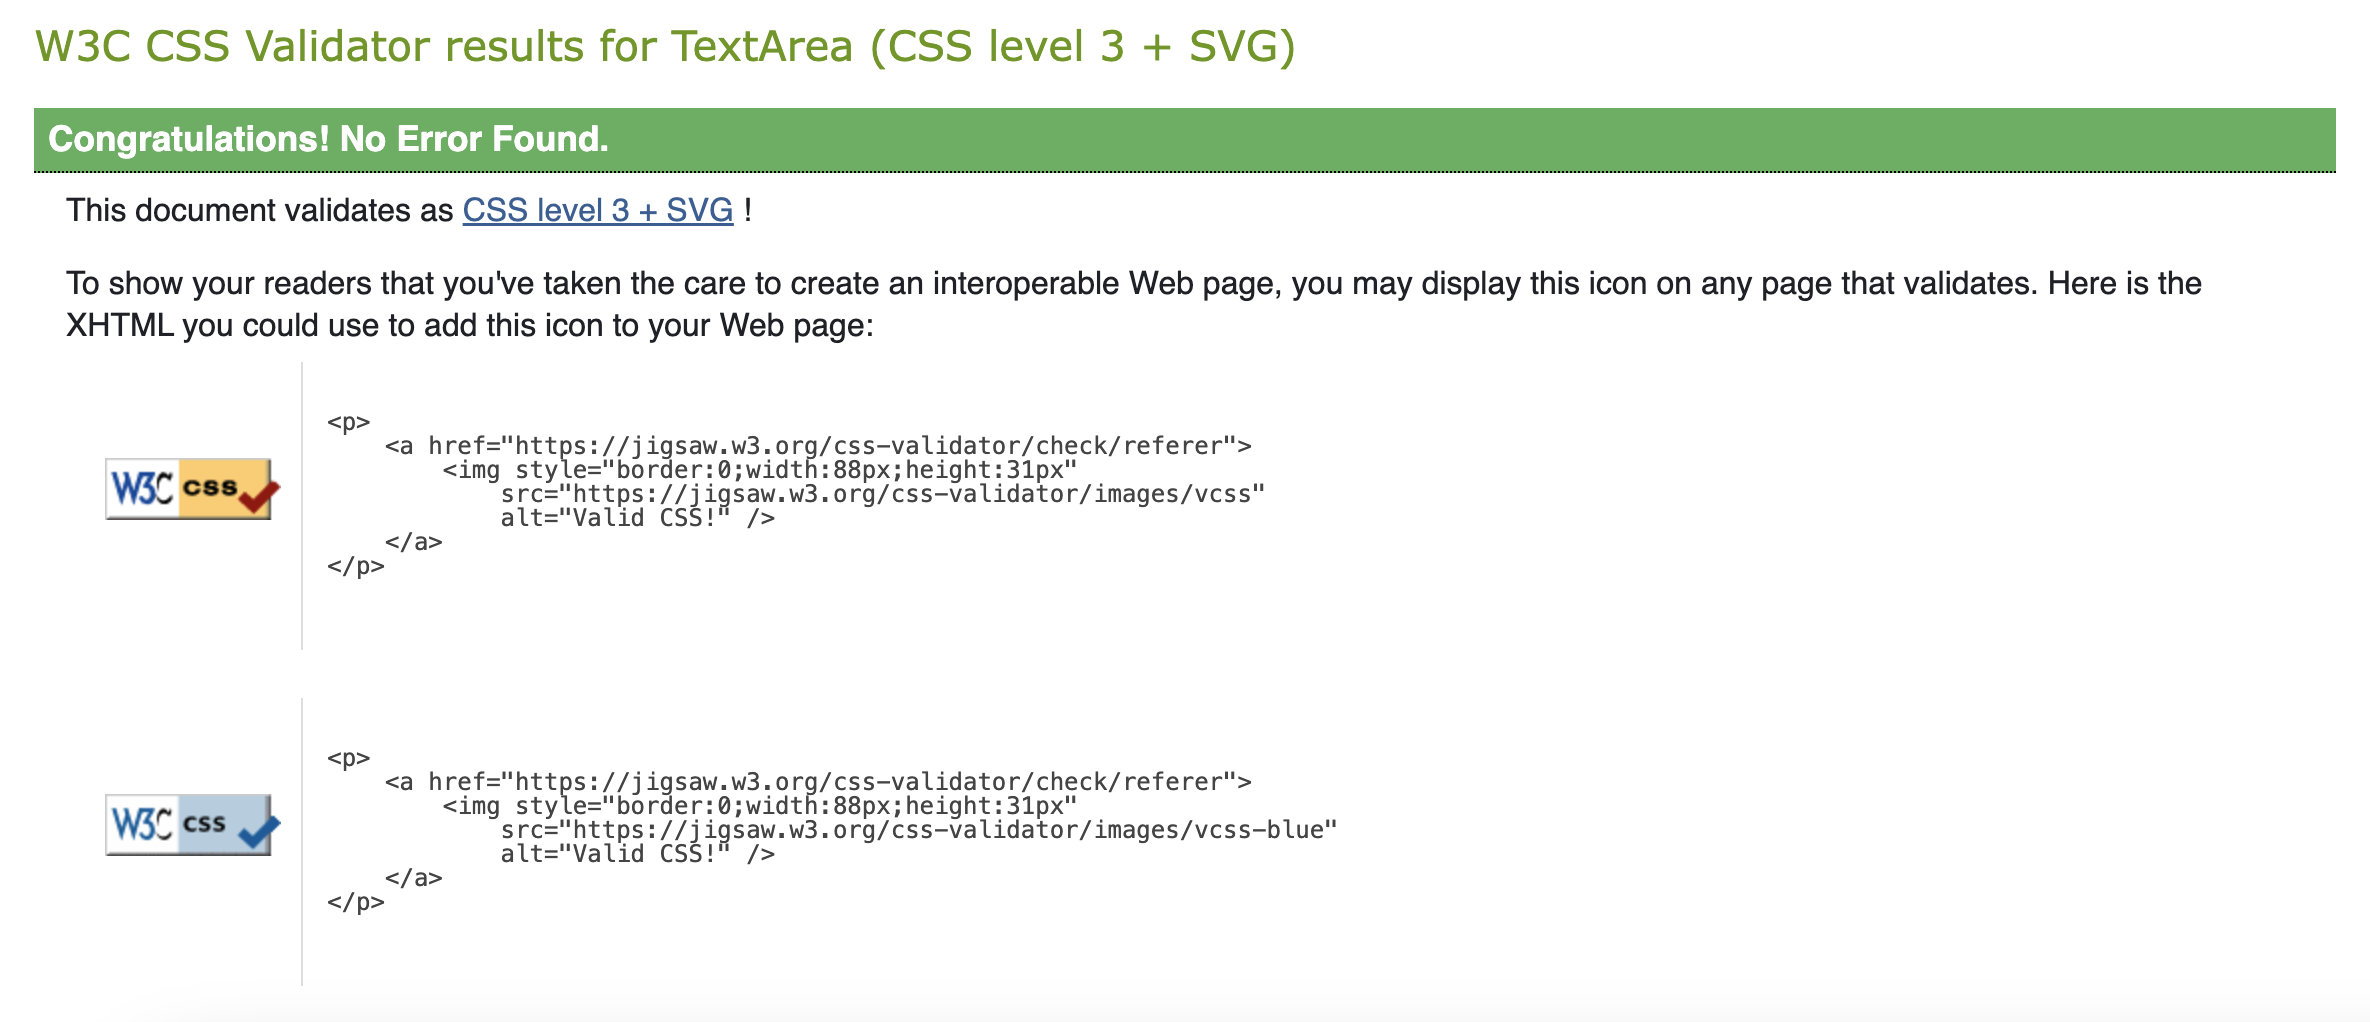 W3C CSS Validator results for TextArea (CSS level 3 + SVG)
Congratulations! No Error Found.
This document validates as CSS level 3 + SVG !
To show your readers that you've taken the care to create an interoperable Web page, you may display this icon on any page that validates. Here is the
XHTML you could use to add this icon to your Web page:
W3C css
<p>
    <a href="https://jigsaw.w3.org/css-validator/check/referer">
        <img style="border:0;width:88px;height:31px"
            src="https://jigsaw.w3.org/css-validator/images/vcss"
            alt="Valid CSS!" />
    </a>
</p>
W3C css
<p>
    <a href="https://jigsaw.w3.org/css-validator/check/referer">
        <img style="border:0;width:88px;height:31px"
            src="https://jigsaw.w3.org/css-validator/images/vcss-blue"
            alt="Valid CSS!" />
    </a>
</p>